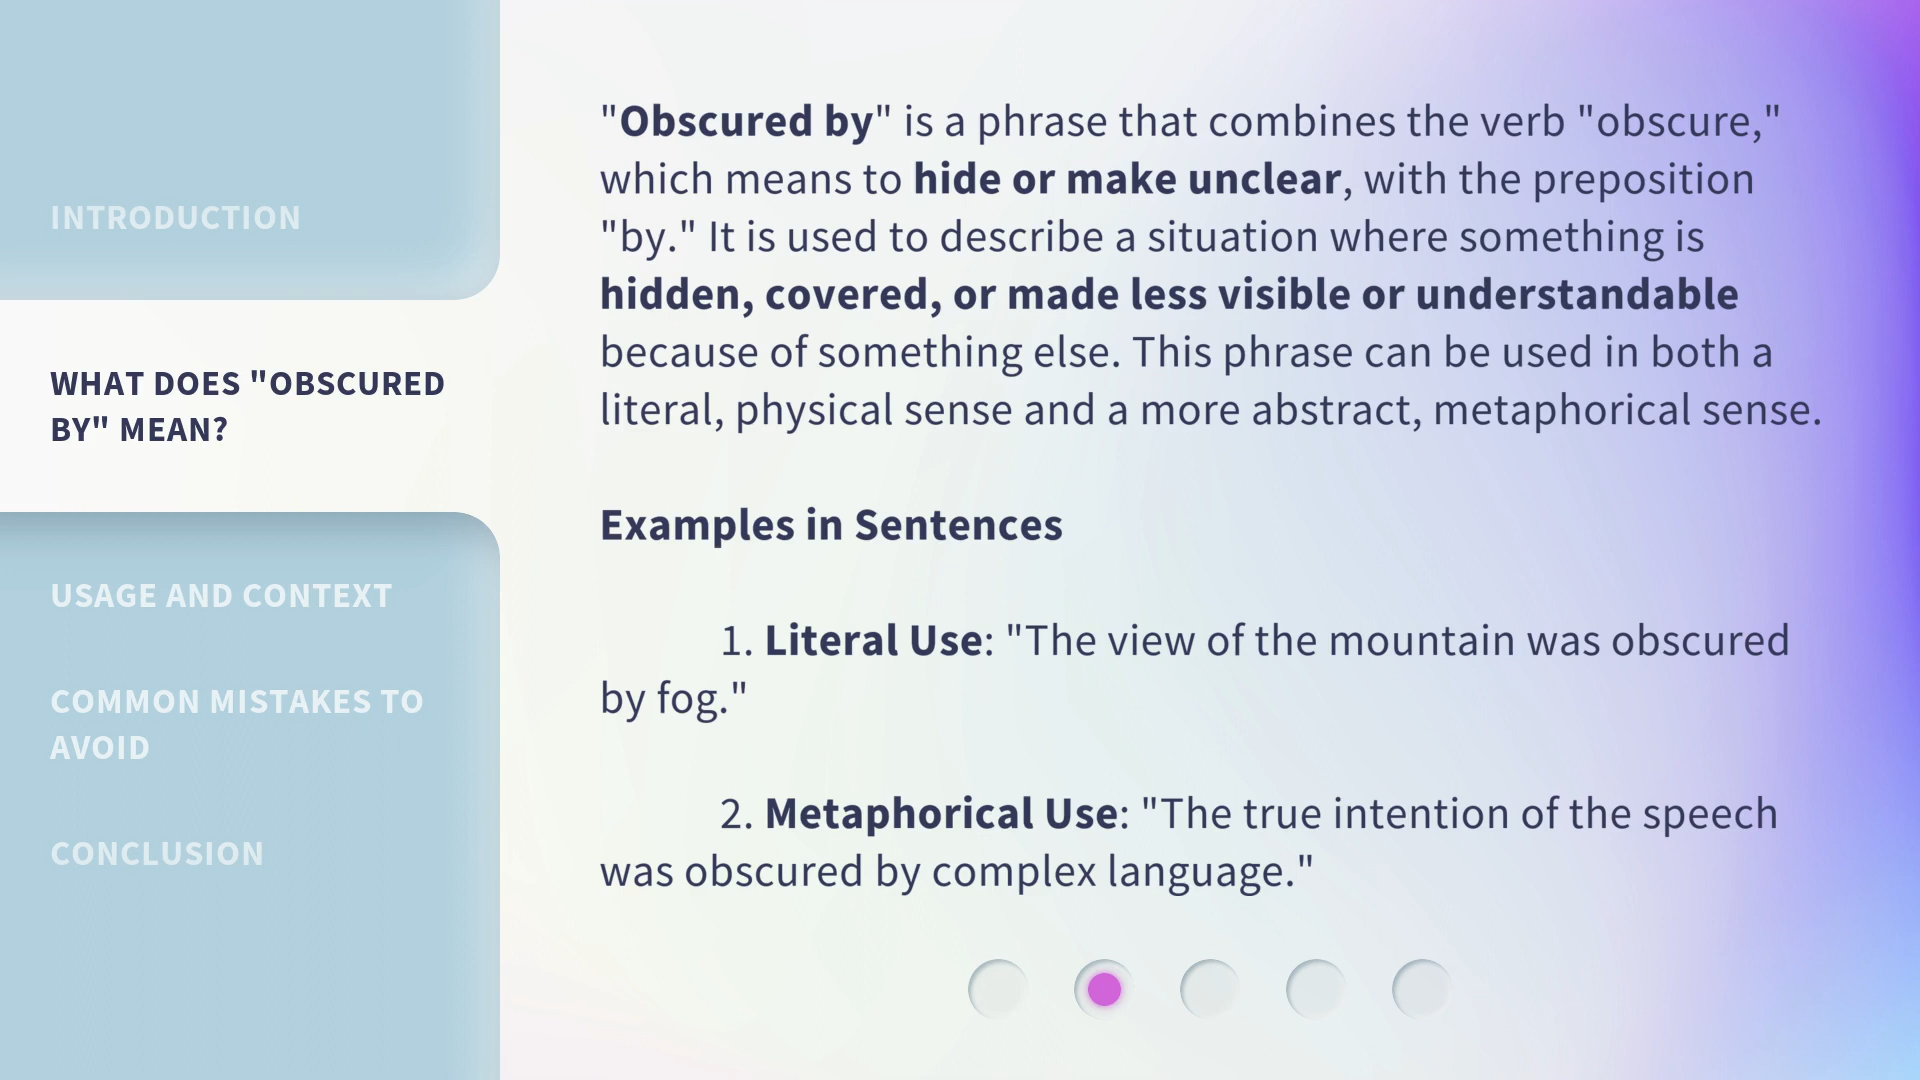 INTRODUCTION
WHAT DOES "OBSCURED
BY" MEAN?
USAGE AND CONTEXT
COMMON MISTAKES TO
AVOID
CONCLUSION
"Obscured by" is a phrase that combines the verb "obscure,"
which means to hide or make unclear, with the preposition
"by." It is used to describe a situation where something is
hidden, covered, or made less visible or understandable
because of something else. This phrase can be used in both a
literal, physical sense and a more abstract, metaphorical sense.
Examples in Sentences
1. Literal Use: "The view of the mountain was obscured
by fog."
2. Metaphorical Use: "The true intention of the speech
was obscured by complex language."